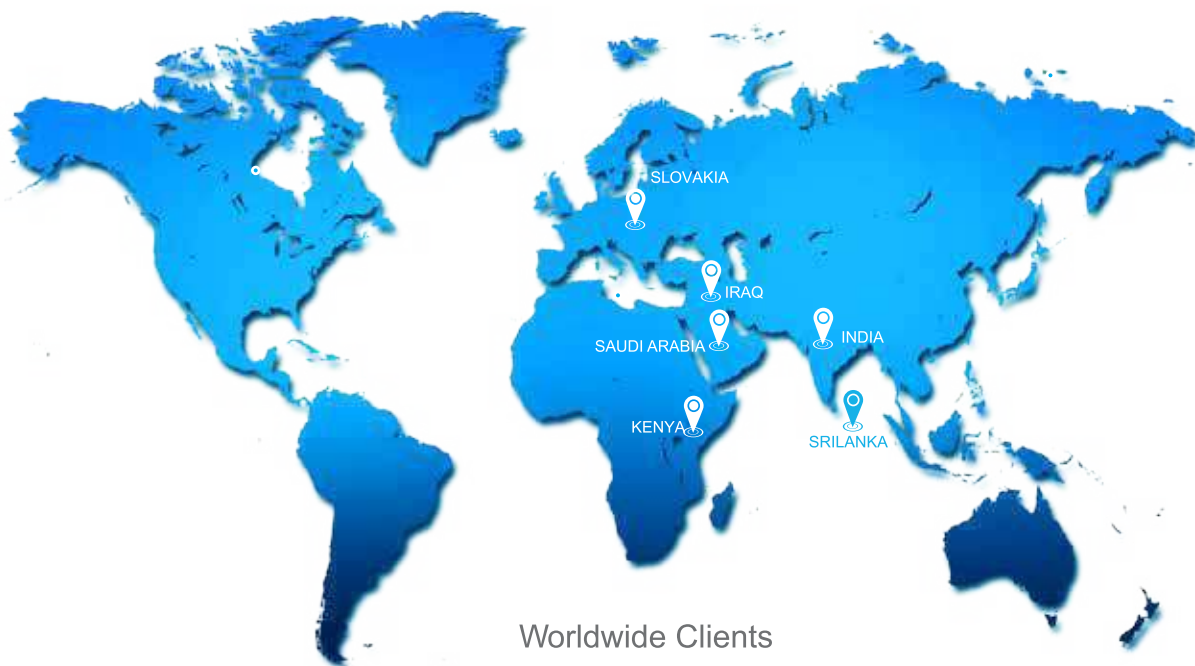 SLOVAKIA
IRAQ
SAUDI ARABIA
INDIA
KENYA
SRILANKA
Worldwide Clients